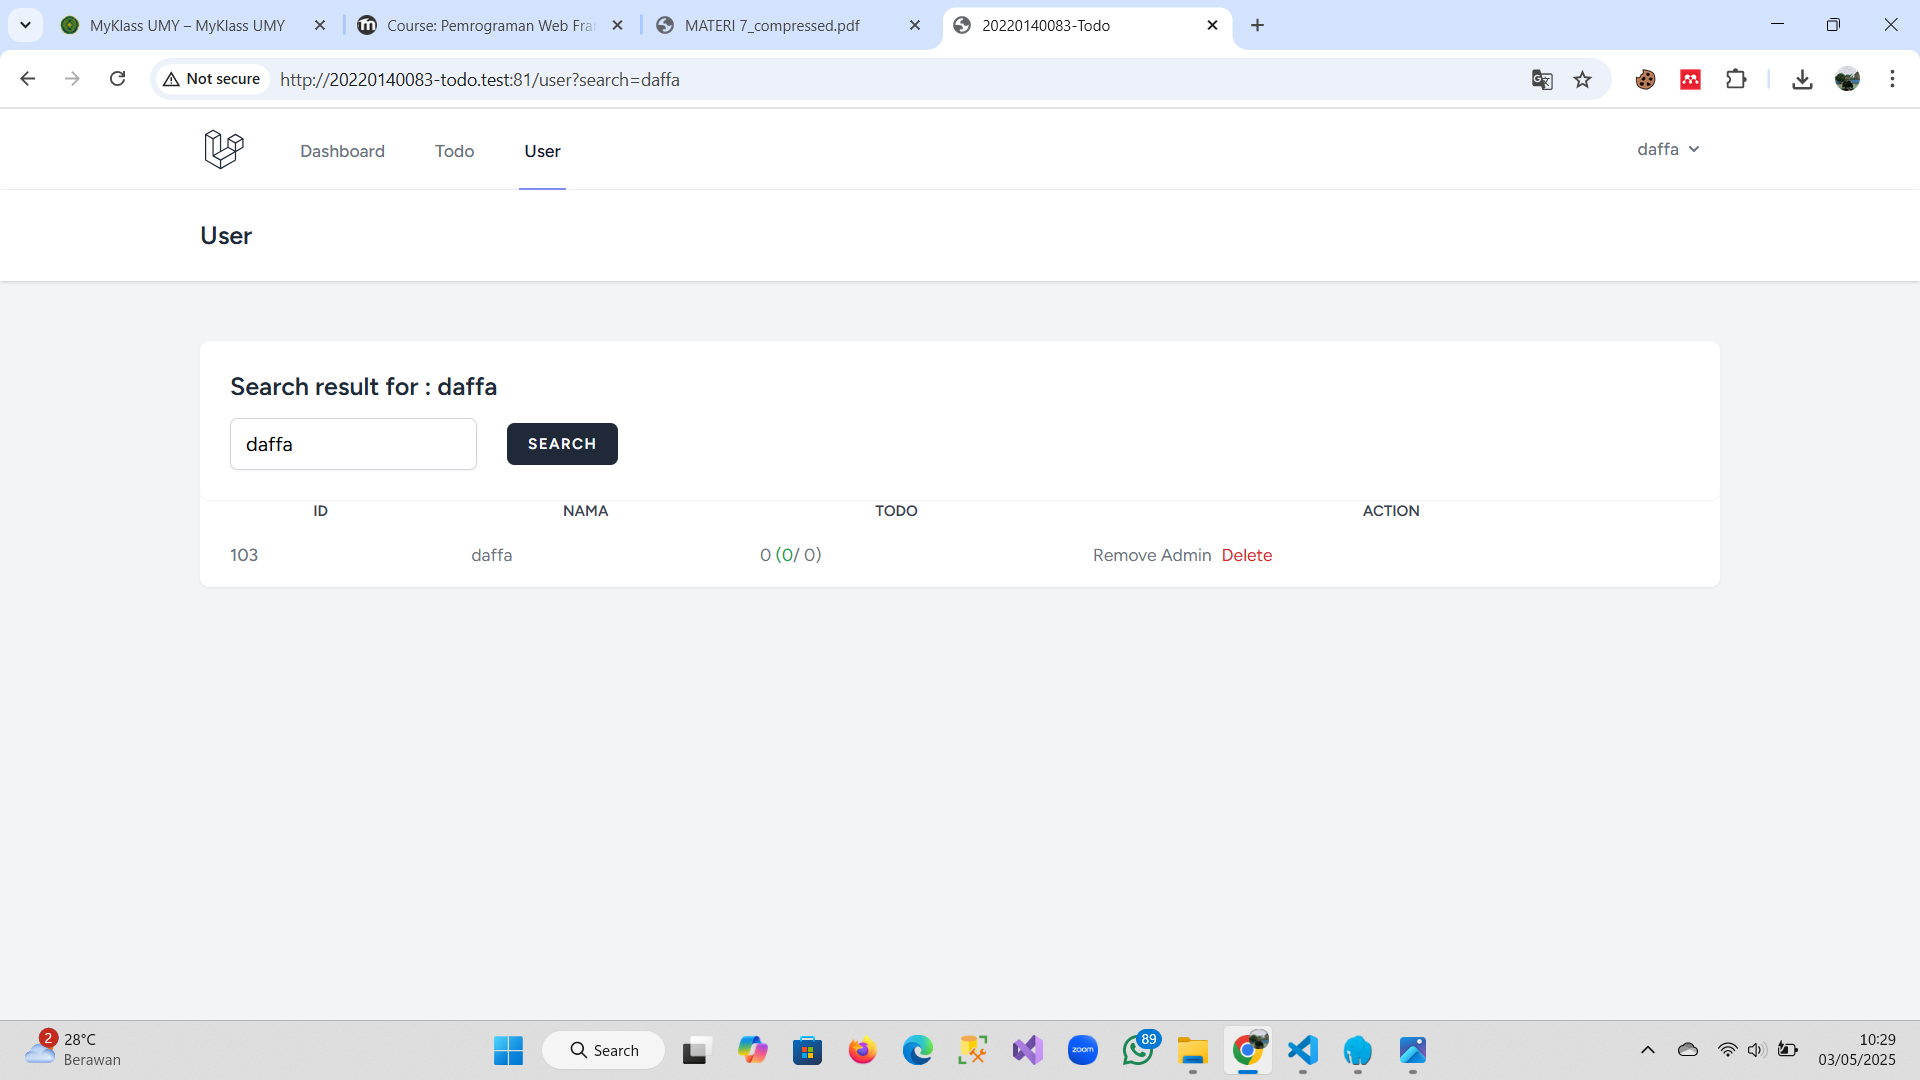 MyKlass UMY – MyKlass UMY
Course: Pemrograman Web Fra
MATERI 7_compressed.pdf
20220140083-Todo
Not secure
http://20220140083-todo.test:81/user?search=daffa
Dashboard
Todo
User
daffa
User
Search result for : daffa
daffa
SEARCH
ID NAMA TODO ACTION
103 daffa 0 (0/ 0) Remove Admin Delete
2
28°C
Berawan
Search
zoom
89
10:29
03/05/2025